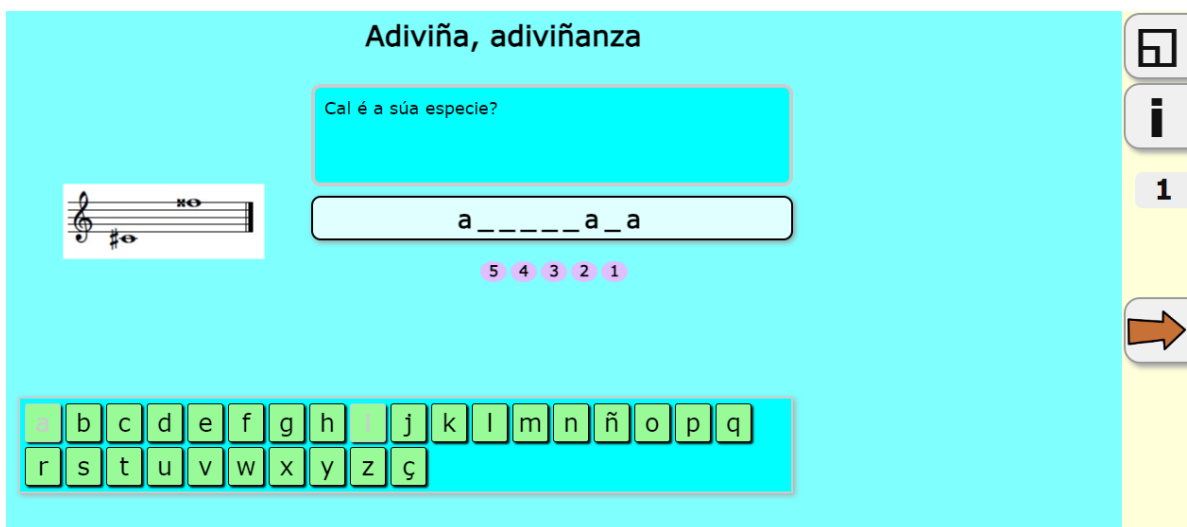 Adiviña, adiviñanza
Cal é a súa especie?
a _ _ _ _ _ a _ a
5 4 3 2 1
a b c d e f g h i j k l m n ñ o p q
r s t u v w x y z ç
i
1